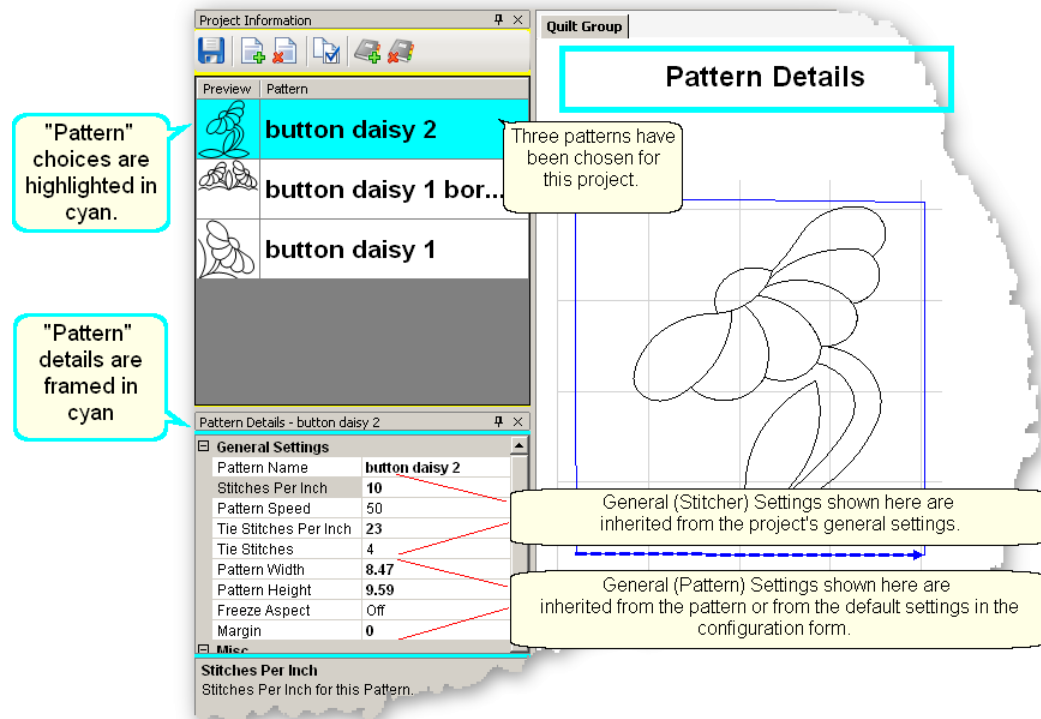 Project Information
Quilt Group
Pattern Details
Preview Pattern
"Pattern"
choices are
highlighted in
cyan.
button daisy 2
Three patterns have
been chosen for
this project.
button daisy 1 bor...
button daisy 1
"Pattern"
details are
framed in
cyan
Pattern Details - button daisy 2
General Settings
Pattern Name button daisy 2
Stitches Per Inch 10
Pattern Speed 50
Tie Stitches Per Inch 23
Tie Stitches 4
Pattern Width 8.47
Pattern Height 9.59
Freeze Aspect Off
Margin 0
Misc
General (Stitcher) Settings shown here are
inherited from the project's general settings.
General (Pattern) Settings shown here are
inherited from the pattern or from the default settings in the
configuration form.
Stitches Per Inch
Stitches Per Inch for this Pattern.